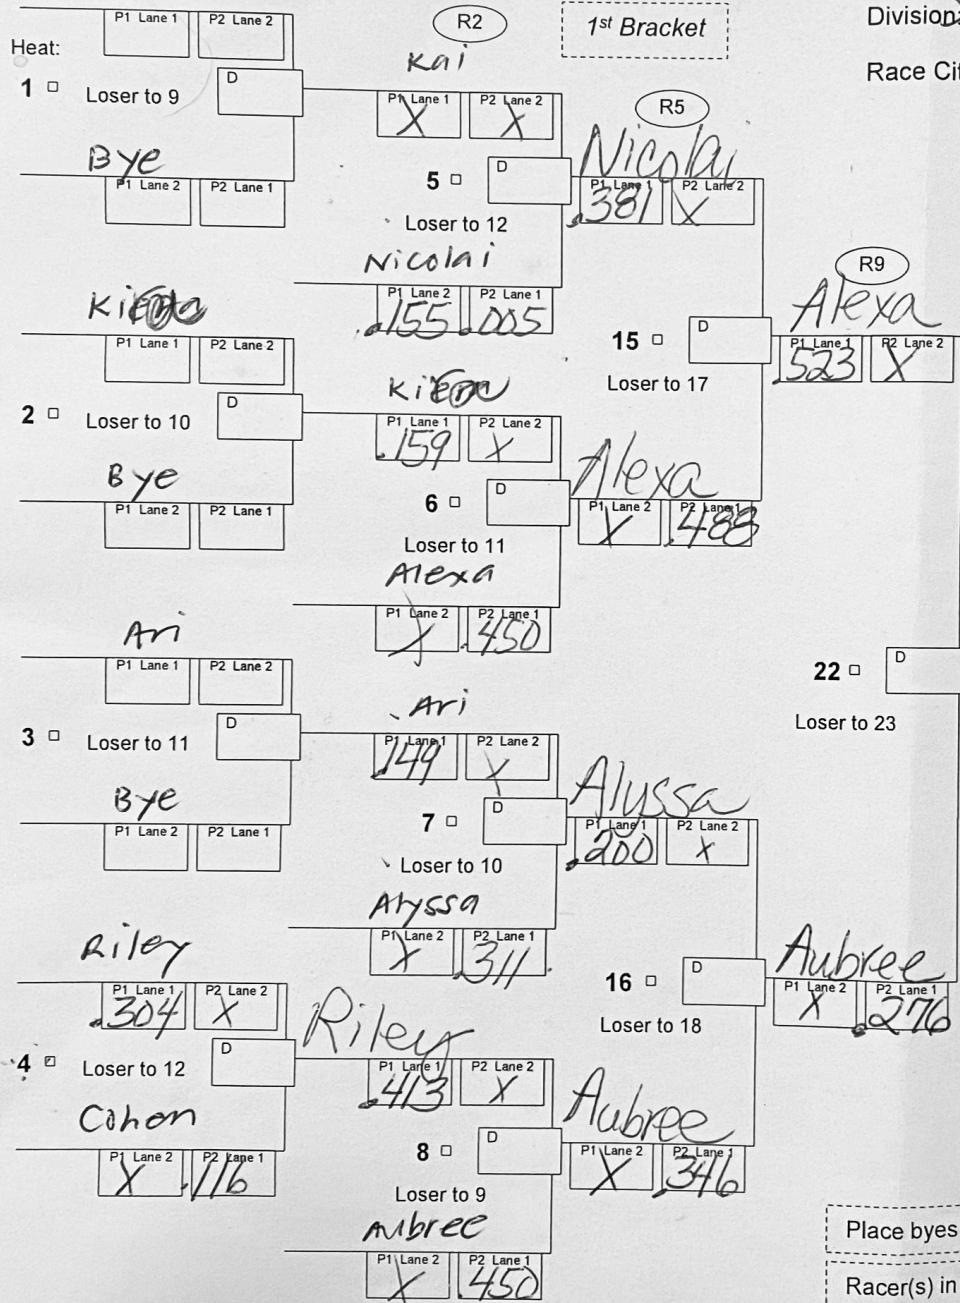 P1 Lane 1 P2 Lane 2
R2
1st Bracket
Division
Heat:
Kai
Race Cit
1 Loser to 9
D
P1 Lane 1 P2 Lane 2
X X
R5
Bye
P1 Lane 2 P2 Lane 1
5
D
Nicolai
P1 Lane 1 P2 Lane 2
.381 X
Loser to 12
Nicolai
P1 Lane 2 P2 Lane 1
.155 .005
R9
Kiera
P1 Lane 1 P2 Lane 2
15
D
Alexa
P1 Lane 1 P2 Lane 2
.523 X
Loser to 17
2 Loser to 10
D
P1 Lane 1 P2 Lane 2
.159 X
Bye
P1 Lane 2 P2 Lane 1
6
D
Alexa
P1 Lane 2 P2 Lane 1
X .488
Loser to 11
Alexa
P1 Lane 2 P2 Lane 1
X .450
Ari
P1 Lane 1 P2 Lane 2
22
D
Loser to 23
3 Loser to 11
D
Ari
P1 Lane 1 P2 Lane 2
.149 X
Bye
P1 Lane 2 P2 Lane 1
7
D
Alyssa
P1 Lane 1 P2 Lane 2
.200 X
Loser to 10
Alyssa
P1 Lane 2 P2 Lane 1
X .311
Riley
P1 Lane 1 P2 Lane 2
.304 X
16
D
Aubree
P1 Lane 2 P2 Lane 1
X .276
Loser to 18
4 Loser to 12
D
Riley
P1 Lane 1 P2 Lane 2
.413 X
Cohen
P1 Lane 2 P2 Lane 1
X .116
8
D
Aubree
P1 Lane 2 P2 Lane 1
X .346
Loser to 9
Aubree
P1 Lane 2 P2 Lane 1
X .450
Place byes
Racer(s) in